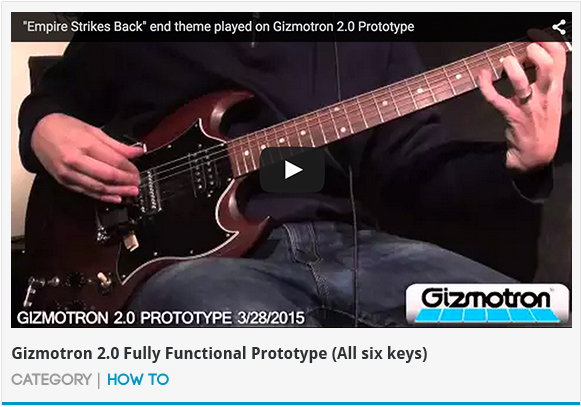 "Empire Strikes Back" end theme played on Gizmotron 2.0 Prototype
GIZMOTRON 2.0 PROTOTYPE 3/28/2015
Gizmotron
Gizmotron 2.0 Fully Functional Prototype (All six keys)
CATEGORY | HOW TO